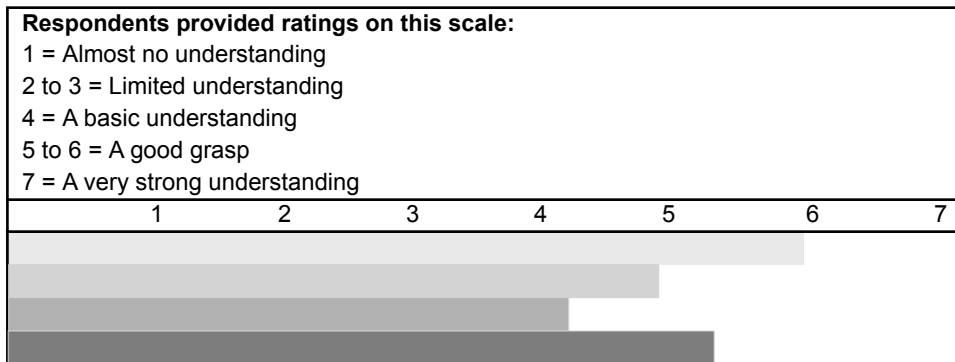 Respondents provided ratings on this scale:
1 = Almost no understanding
2 to 3 = Limited understanding
4 = A basic understanding
5 to 6 = A good grasp
7 = A very strong understanding
1 2 3 4 5 6 7